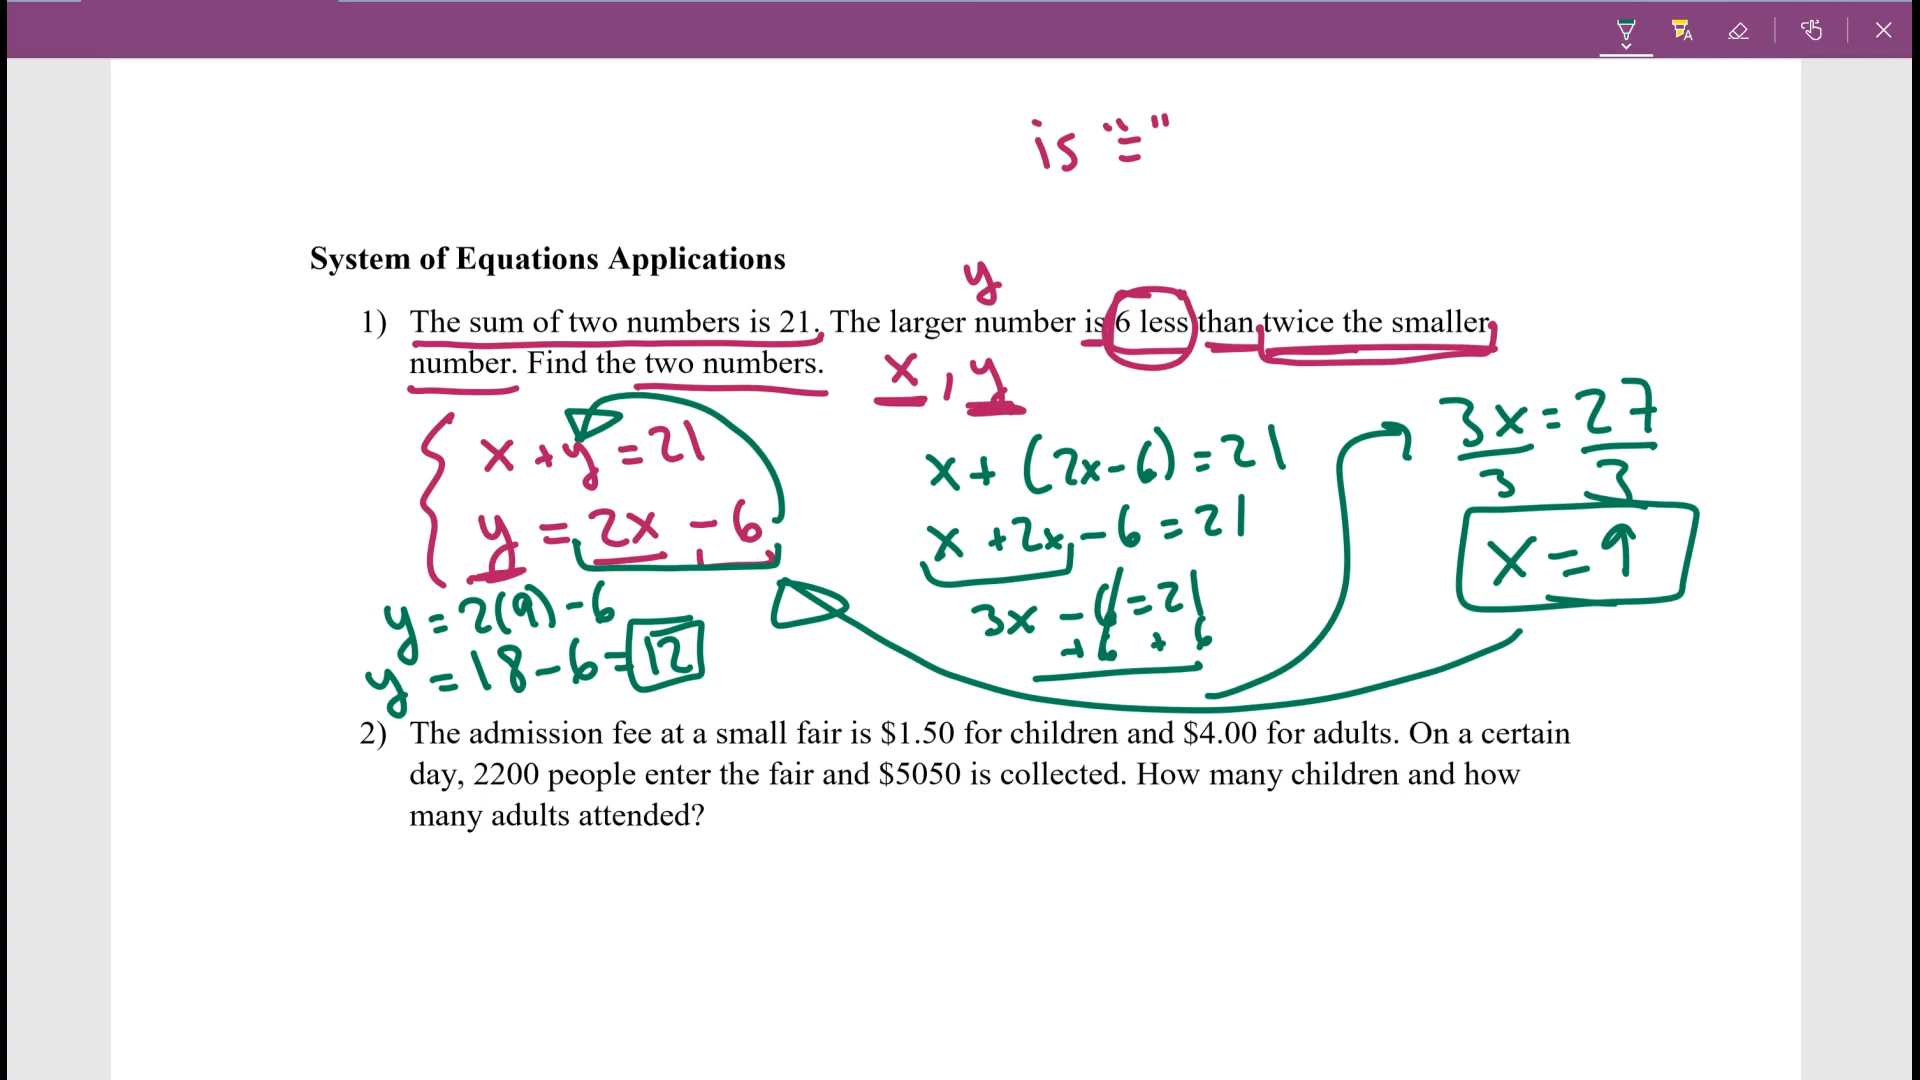 is "="
System of Equations Applications
y
1) The sum of two numbers is 21. The larger number is 6 less than twice the smaller
number. Find the two numbers.
x, y
x + y = 21
y = 2x - 6
y = 2(9) - 6
y = 18 - 6 = 12
x + (2x - 6) = 21
x + 2x - 6 = 21
3x - 6 = 21
+6 +6
3x = 27
3 3
x = 9
2) The admission fee at a small fair is $1.50 for children and $4.00 for adults. On a certain
day, 2200 people enter the fair and $5050 is collected. How many children and how
many adults attended?